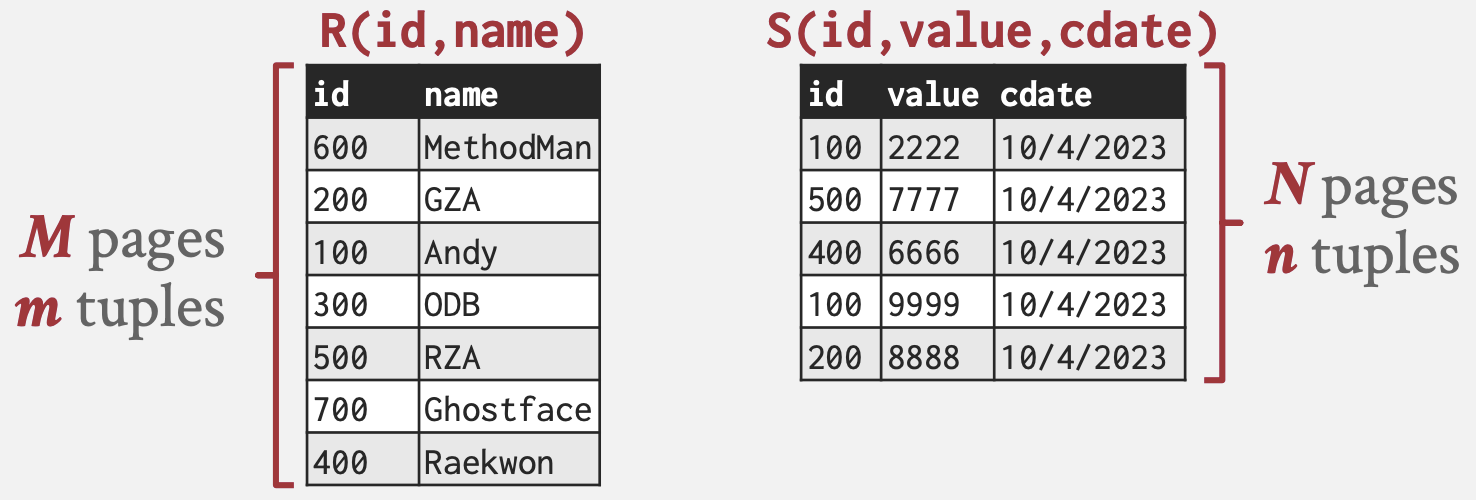 R(id,name)
id name
600 MethodMan
200 GZA
100 Andy
300 ODB
500 RZA
700 Ghostface
400 Raekwon
M pages
m tuples
S(id,value,cdate)
id value cdate
100 2222 10/4/2023
500 7777 10/4/2023
400 6666 10/4/2023
100 9999 10/4/2023
200 8888 10/4/2023
N pages
n tuples